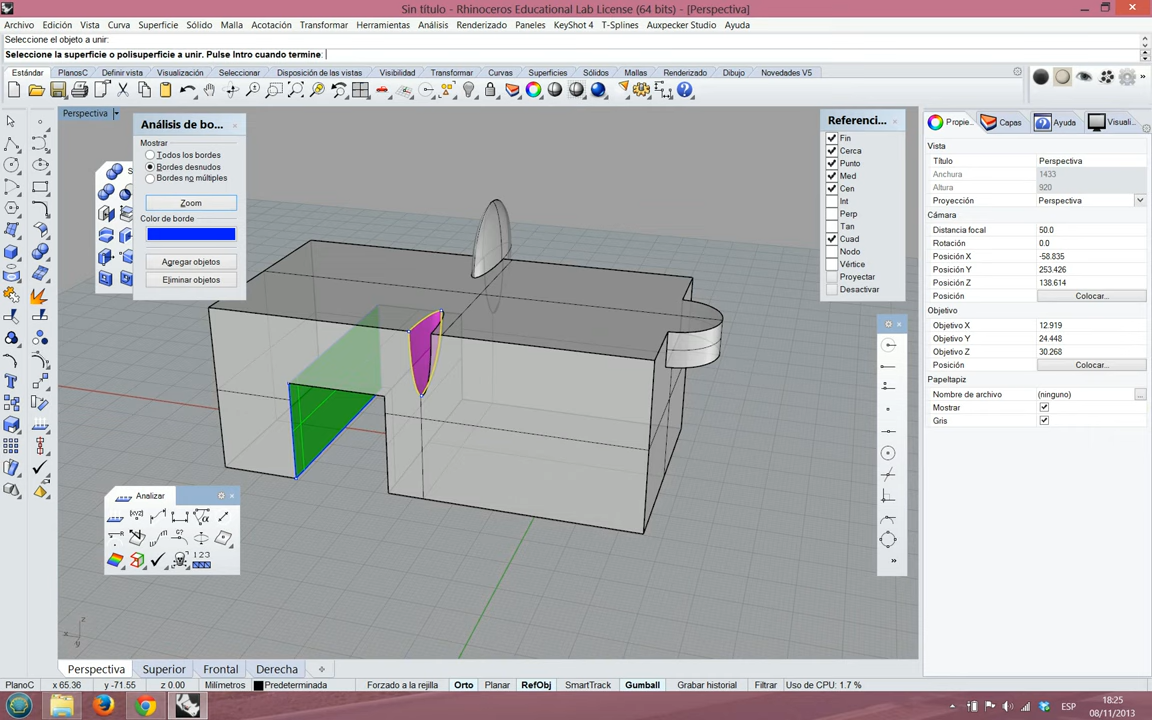 Sin título - Rhinoceros Educational Lab License (64 bits) - [Perspectiva]
Archivo Edición Vista Curva Superficie Sólido Malla Acotación Transformar Herramientas Análisis Renderizado Paneles KeyShot 4 T-Splines Auxpecker Studio Ayuda
Seleccione el objeto a unir:
Seleccione la superficie o polisuperficie a unir. Pulse Intro cuando termine:
Estándar PlanosC Definir vista Visualización Seleccionar Disposición de las vistas Visibilidad Transformar Curvas Superficies Sólidos Mallas Renderizado Dibujo Novedades V5
Perspectiva
Análisis de bo...
Mostrar
Todos los bordes
Bordes desnudos
Bordes no múltiples
Zoom
Color de borde
Agregar objetos
Eliminar objetos
Referenci...
Fin
Cerca
Punto
Med
Cen
Int
Perp
Tan
Cuad
Nodo
Vértice
Proyectar
Desactivar
Propie... Capas Ayuda Visuali...
Vista
Título Perspectiva
Anchura 1433
Altura 920
Proyección Perspectiva
Cámara
Distancia focal 50.0
Rotación 0.0
Posición X -58.835
Posición Y 253.426
Posición Z 138.614
Posición Colocar...
Objetivo
Objetivo X 12.919
Objetivo Y 24.448
Objetivo Z 30.268
Posición Colocar...
Papeltapiz
Nombre de archivo (ninguno) ...
Mostrar
Gris
Analizar
Perspectiva Superior Frontal Derecha
PlanoC x 65.36 y -71.55 z 0.00 Milímetros Predeterminada Forzado a la rejilla Orto Planar RefObj SmartTrack Gumball Grabar historial Filtrar Uso de CPU: 1.7 %
ESP
18:25
08/11/2013